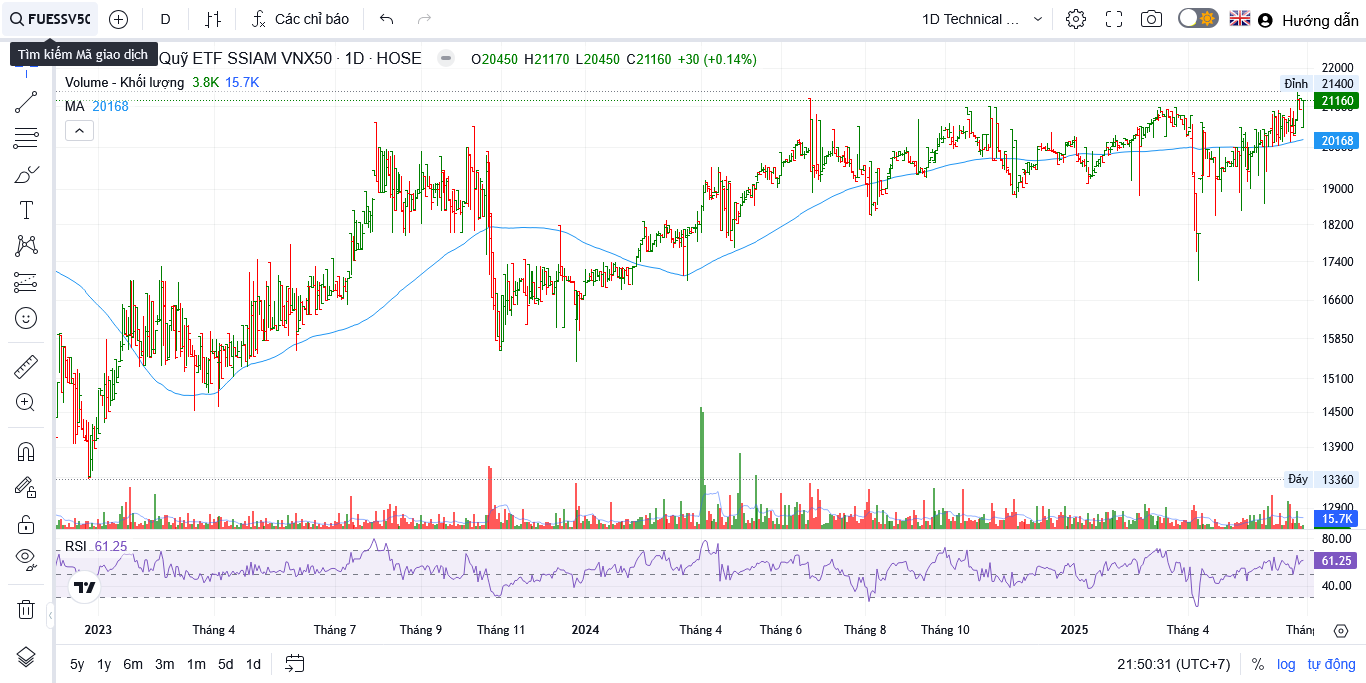 FUESSV50
D
Các chỉ báo
1D Technical ...
Hướng dẫn
Tìm kiếm Mã giao dịch
Quỹ ETF SSIAM VNX50 · 1D · HOSE
O20450 H21170 L20450 C21160 +30 (+0.14%)
Volume - Khối lượng 3.8K 15.7K
MA 20168
22000
Đỉnh 21400
21160
20168
19000
18200
17400
16600
15850
15100
14500
13900
Đáy 13360
12900
15.7K
RSI 61.25
80.00
61.25
40.00
2023 Tháng 4 Tháng 7 Tháng 9 Tháng 11 2024 Tháng 4 Tháng 6 Tháng 8 Tháng 10 2025 Tháng 4 Thán
5y 1y 6m 3m 1m 5d 1d
21:50:31 (UTC+7) % log tự động